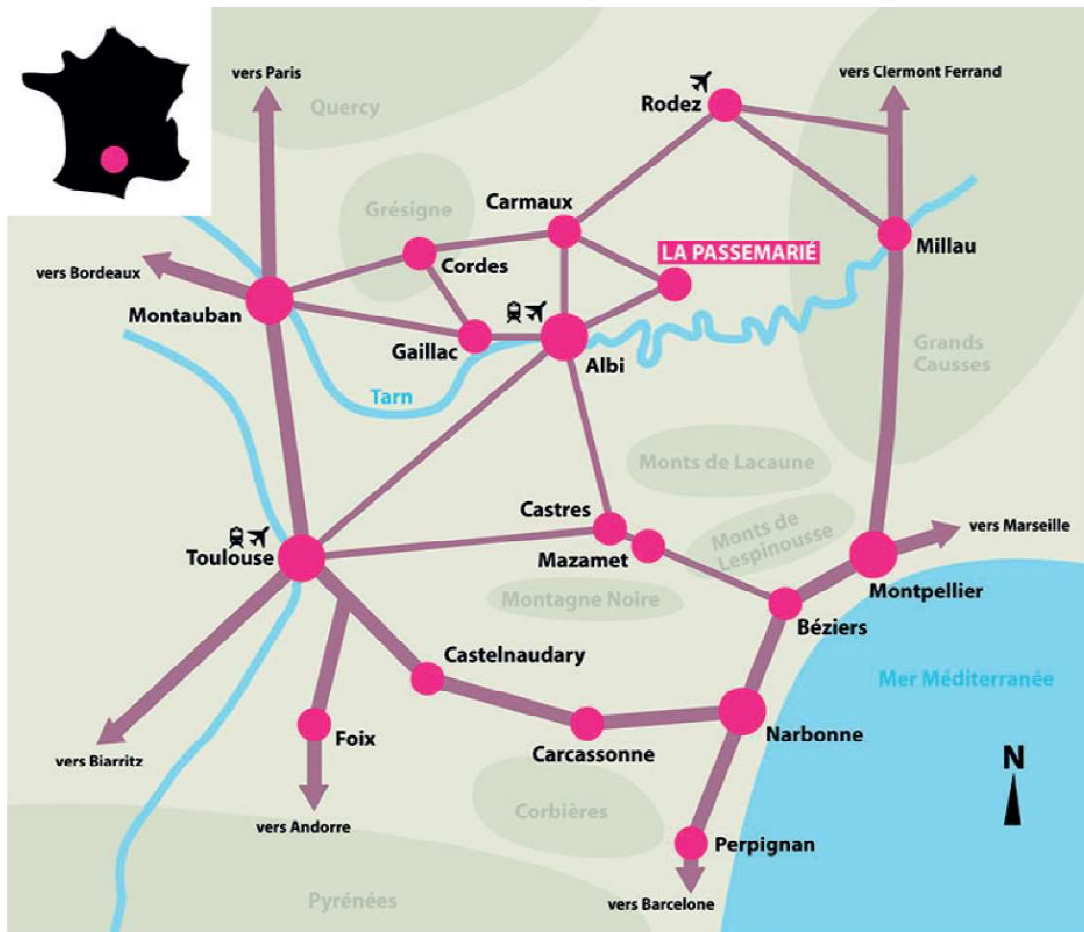 vers Paris
vers Clermont Ferrand
Quercy
Rodez
Grésigne
Carmaux
LA PASSEMARIÉ
Millau
Cordes
vers Bordeaux
Montauban
Gaillac
Albi
Grands
Causses
Tarn
Monts de Lacaune
Castres
Monts de
Lespinousse
vers Marseille
Toulouse
Mazamet
Montpellier
Montagne Noire
Béziers
Castelnaudary
Mer Méditerranée
Foix
Narbonne
Carcassonne
vers Biarritz
N
Corbières
vers Andorre
Perpignan
Pyrénées
vers Barcelone